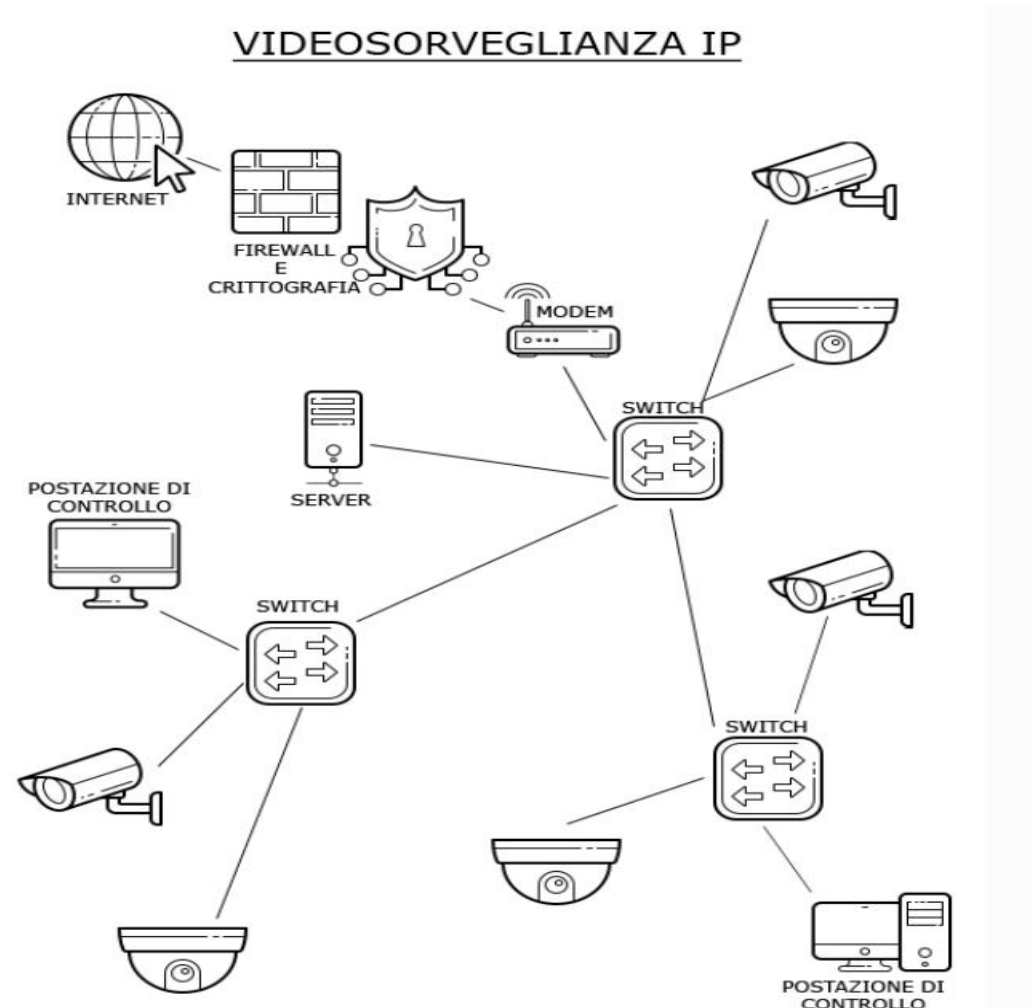 VIDEOSORVEGLIANZA IP
INTERNET
FIREWALL
E
CRITTOGRAFIA
MODEM
SWITCH
SERVER
POSTAZIONE DI
CONTROLLO
SWITCH
SWITCH
POSTAZIONE DI
CONTROLLO